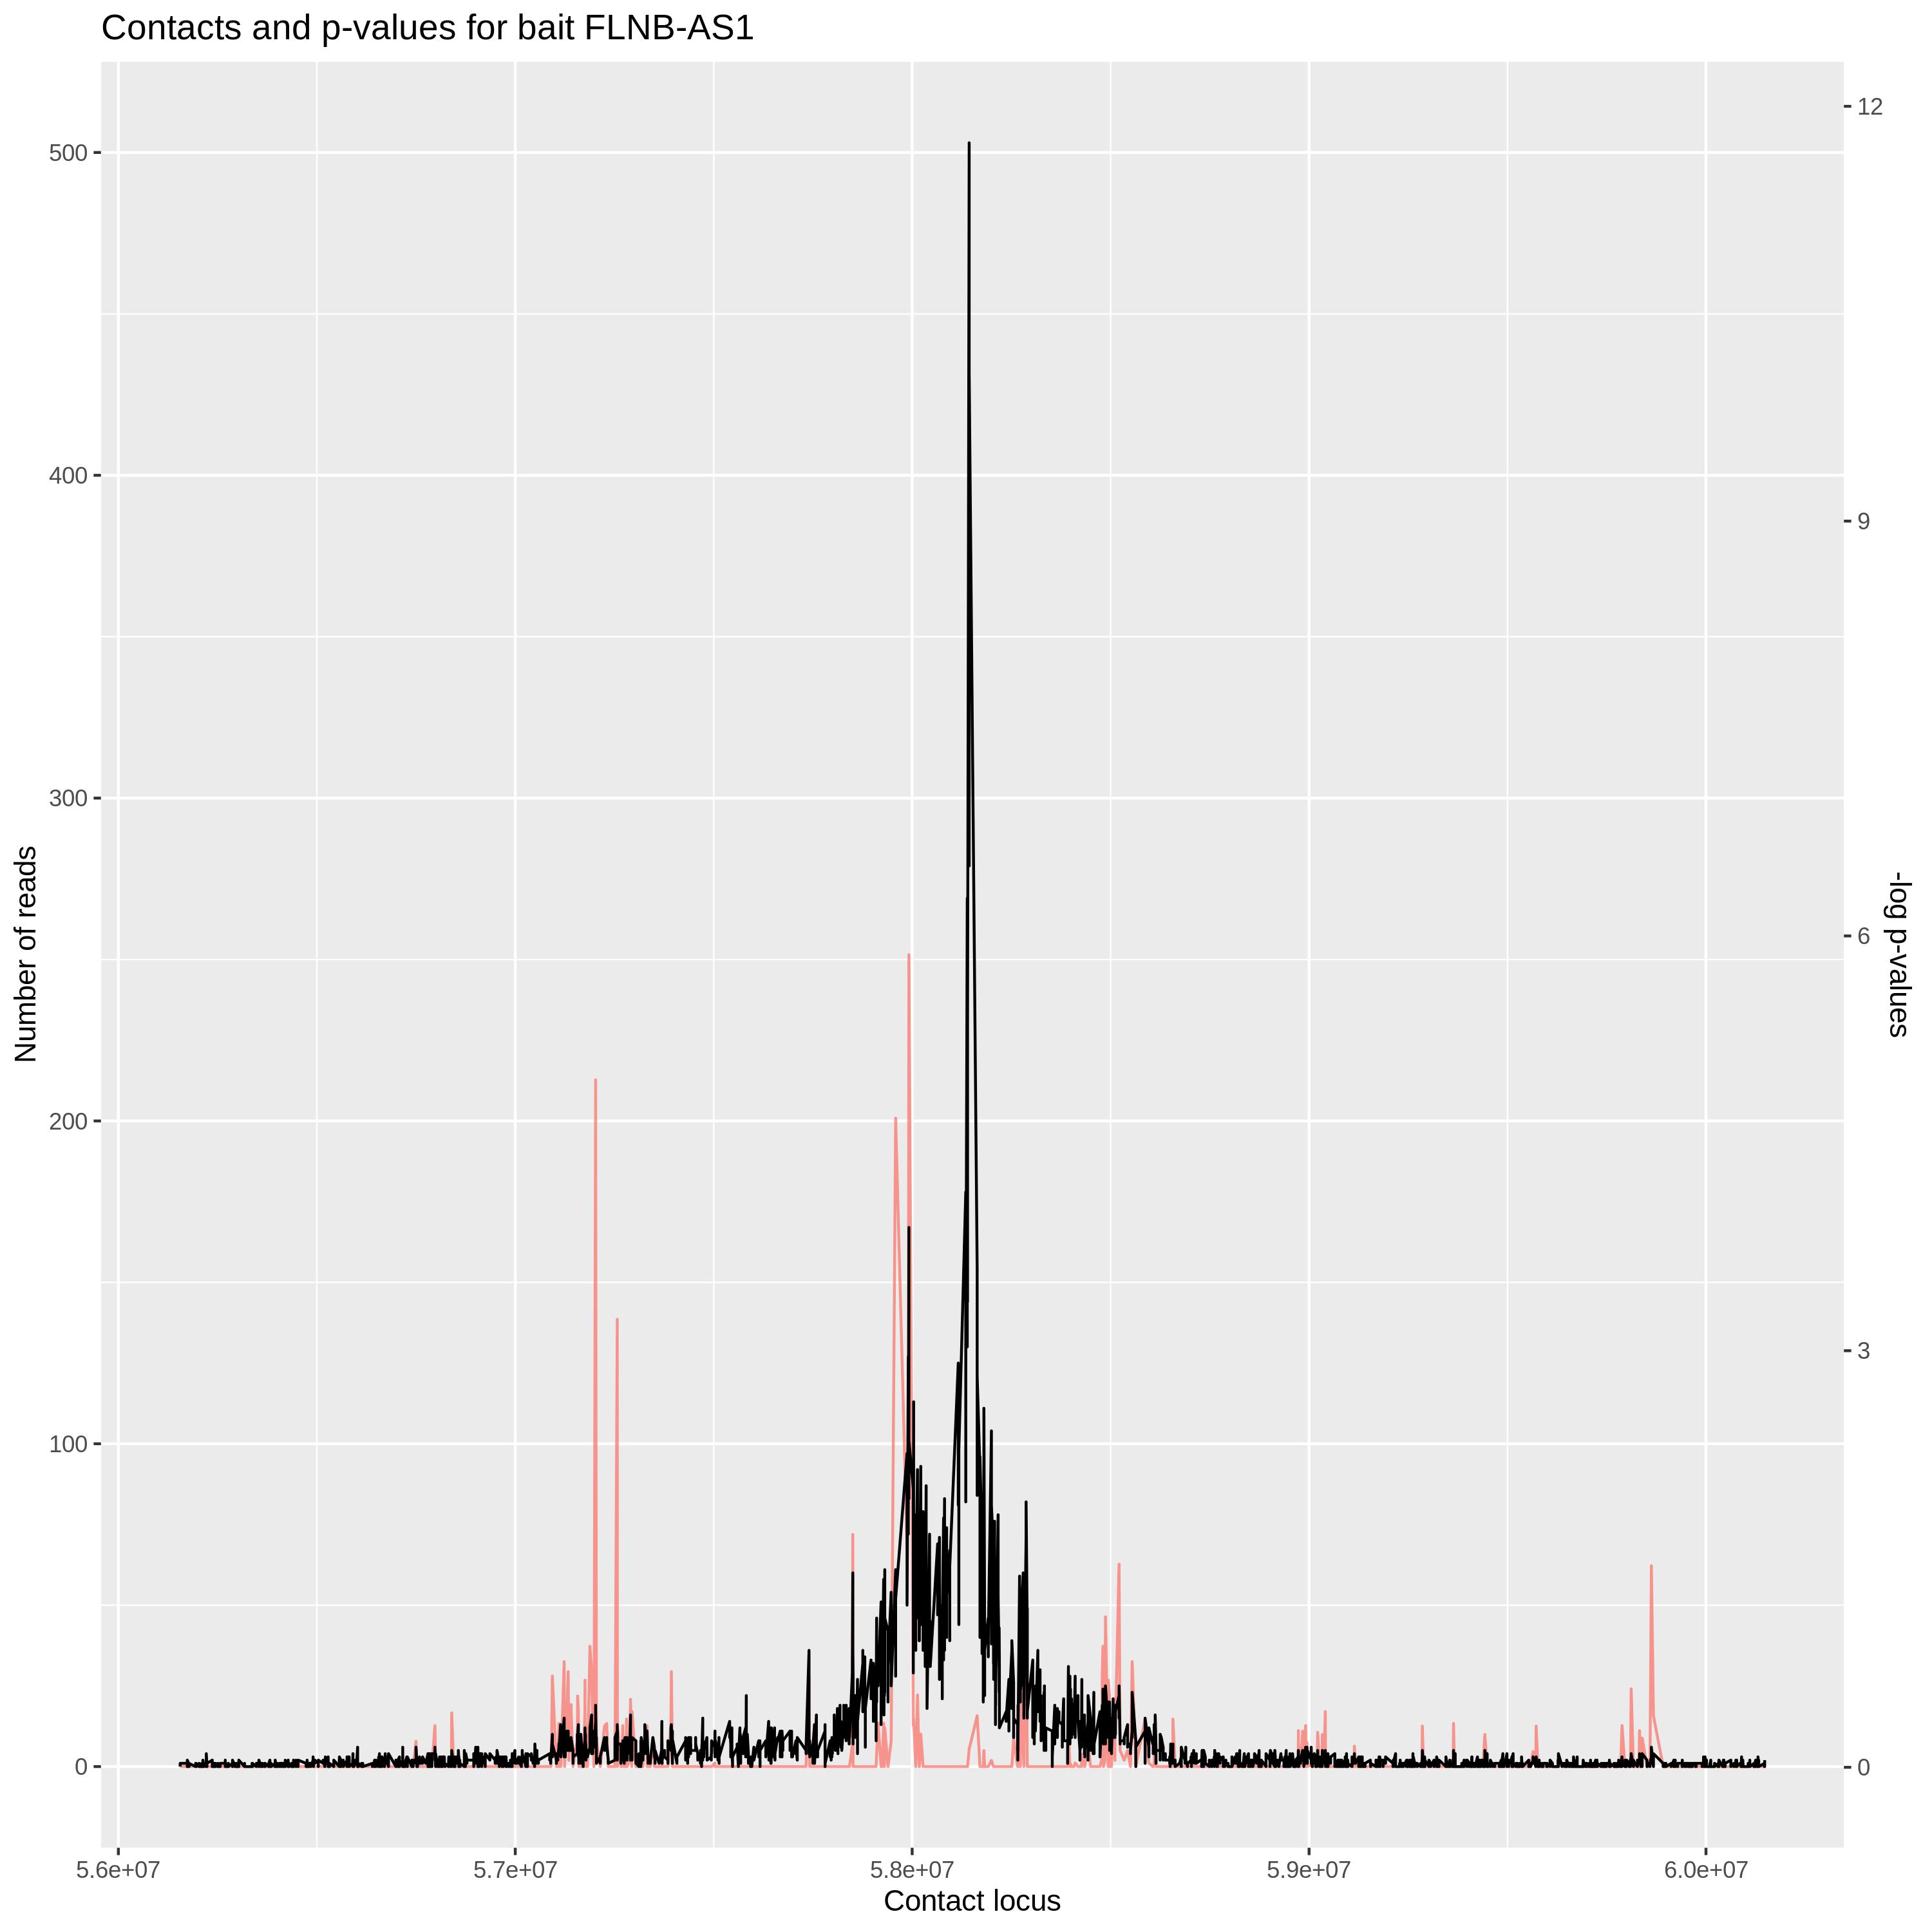 Contacts and p-values for bait FLNB-AS1
12
500
400
9
300
Number of reads
6
-log p-values
200
3
100
0
0
5.6e+07 5.7e+07 5.8e+07 5.9e+07 6.0e+07
Contact locus